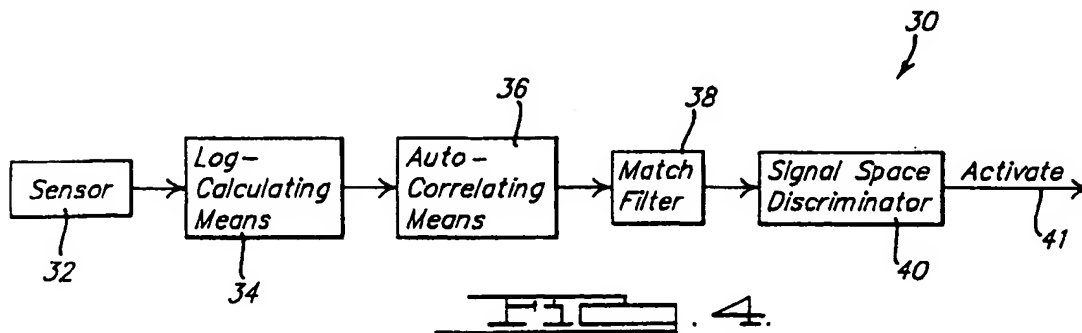 30
36
38
Sensor
Log-
Calculating
Means
Auto-
Correlating
Means
Match
Filter
Signal Space
Discriminator
Activate
32
34
40
41
FIG. 4.